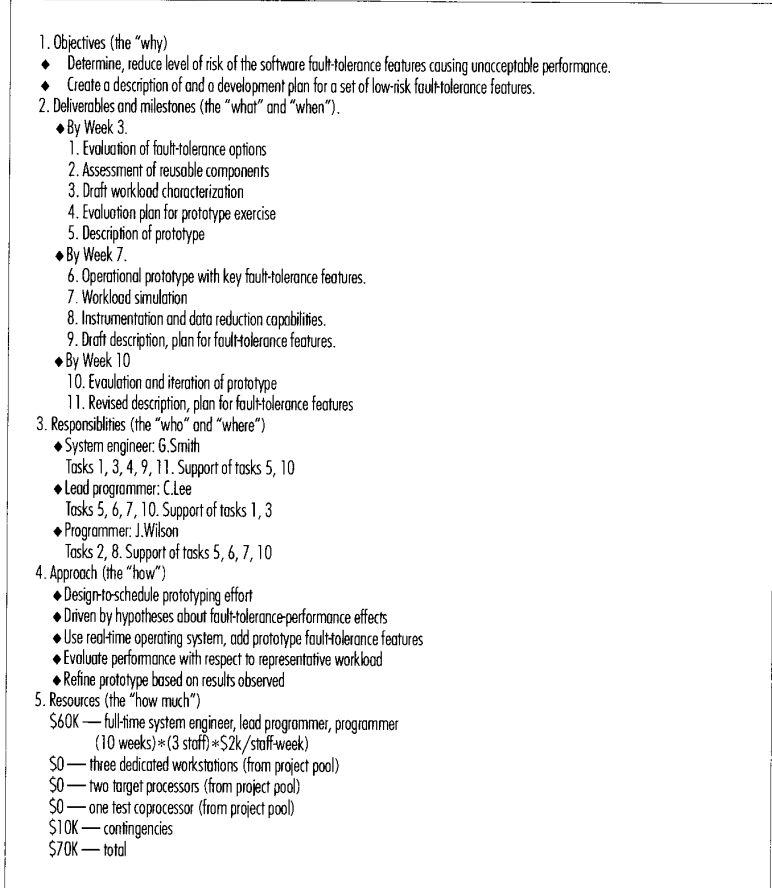 1. Objectives (the "why)
◆ Determine, reduce level of risk of the software fault-tolerance features causing unacceptable performance.
◆ Create a description of and a development plan for a set of low-risk fault-tolerance features.
2. Deliverables and milestones (the "what" and "when").
◆ By Week 3.
1. Evaluation of fault-tolerance options
2. Assessment of reusable components
3. Draft workload characterization
4. Evaluation plan for prototype exercise
5. Description of prototype
◆ By Week 7.
6. Operational prototype with key fault-tolerance features.
7. Workload simulation
8. Instrumentation and data reduction capabilities.
9. Draft description, plan for fault-tolerance features.
◆ By Week 10
10. Evaulation and iteration of prototype
11. Revised description, plan for fault-tolerance features
3. Responsiblities (the "who" and "where")
◆ System engineer: G.Smith
Tasks 1, 3, 4, 9, 11. Support of tasks 5, 10
◆ Lead programmer: C.Lee
Tasks 5, 6, 7, 10. Support of tasks 1, 3
◆ Programmer: J.Wilson
Tasks 2, 8. Support of tasks 5, 6, 7, 10
4. Approach (the "how")
◆ Design-to-schedule prototyping effort
◆ Driven by hypotheses about fault-tolerance-performance effects
◆ Use real-time operating system, add prototype fault-tolerance features
◆ Evaluate performance with respect to representative workload
◆ Refine prototype based on results observed
5. Resources (the "how much")
$60K — full-time system engineer, lead programmer, programmer
(10 weeks)*(3 staff)*$2k/staff-week)
$0 — three dedicated workstations (from project pool)
$0 — two target processors (from project pool)
$0 — one test coprocessor (from project pool)
$10K — contingencies
$70K — total